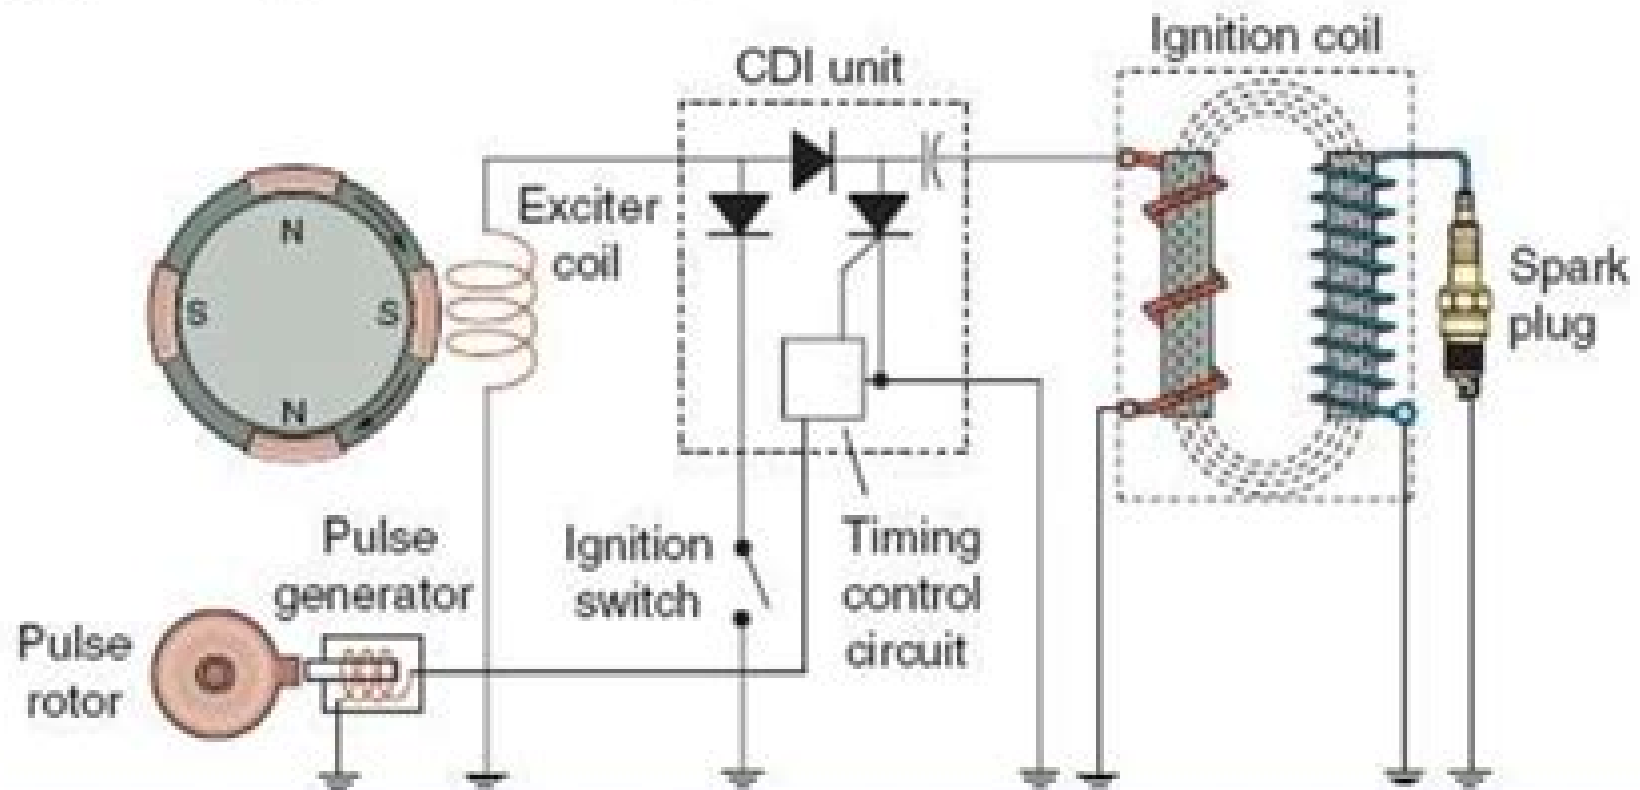 Ignition coil
CDI unit
Exciter
coil
N
S
S
N
Spark
plug
Pulse
generator
Ignition
switch
Timing
control
circuit
Pulse
rotor